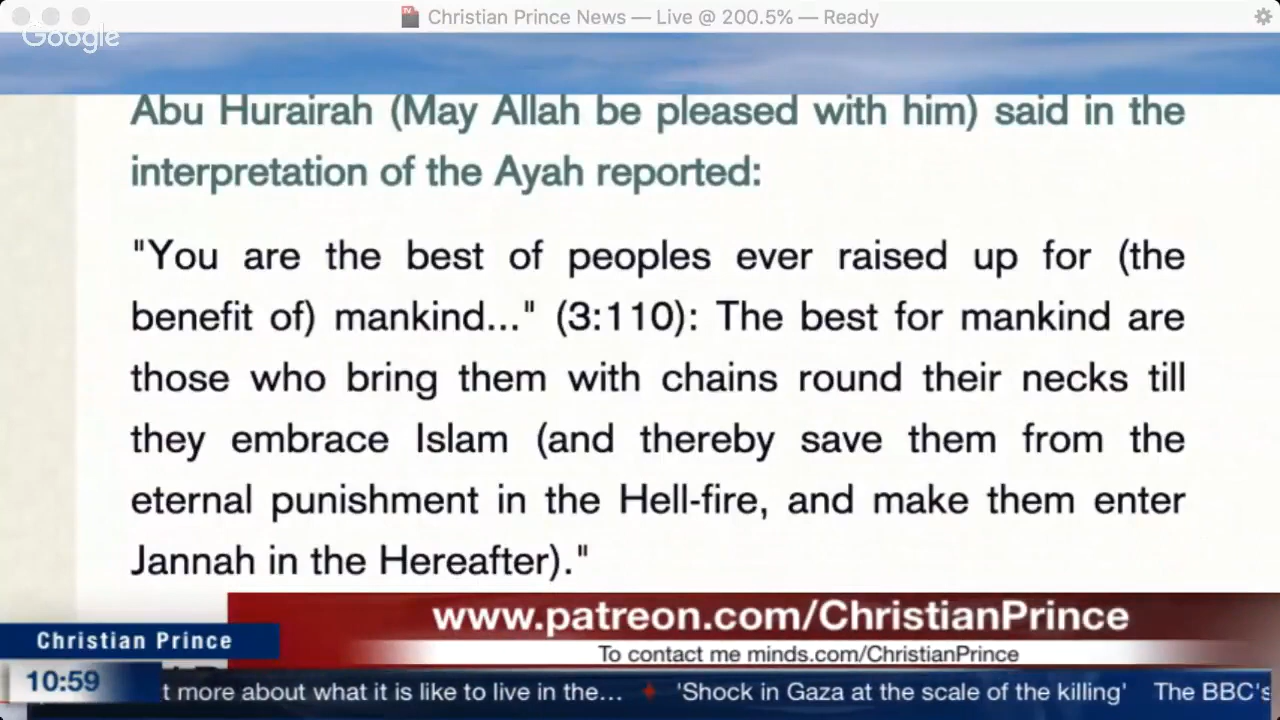 Christian Prince News — Live @ 200.5% — Ready
Google
Abu Hurairah (May Allah be pleased with him) said in the
interpretation of the Ayah reported:
"You are the best of peoples ever raised up for (the
benefit of) mankind..." (3:110): The best for mankind are
those who bring them with chains round their necks till
they embrace Islam (and thereby save them from the
eternal punishment in the Hell-fire, and make them enter
Jannah in the Hereafter)."
www.patreon.com/ChristianPrince
Christian Prince
To contact me minds.com/ChristianPrince
10:59
t more about what it is like to live in the... 'Shock in Gaza at the scale of the killing' The BBC's